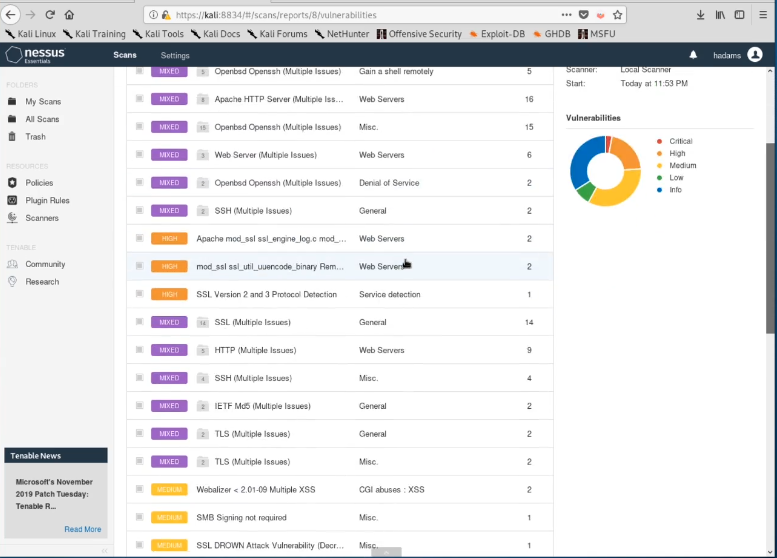 https://kali:8834/#/scans/reports/8/vulnerabilities
Kali Linux Kali Training Kali Tools Kali Docs Kali Forums NetHunter Offensive Security Exploit-DB GHDB MSFU
nessus
Essentials
Scans Settings hadams
FOLDERS
My Scans
All Scans
Trash
RESOURCES
Policies
Plugin Rules
Scanners
TENABLE
Community
Research
Tenable News
Microsoft's November
2019 Patch Tuesday:
Tenable R...
Read More
MIXED 5 Openbsd Openssh (Multiple Issues) Gain a shell remotely 5
MIXED 8 Apache HTTP Server (Multiple Iss... Web Servers 16
MIXED 15 Openbsd Openssh (Multiple Issues) Misc. 15
MIXED 3 Web Server (Multiple Issues) Web Servers 6
MIXED 2 Openbsd Openssh (Multiple Issues) Denial of Service 2
MIXED 2 SSH (Multiple Issues) General 2
HIGH Apache mod_ssl ssl_engine_log.c mod_... Web Servers 2
HIGH mod_ssl ssl_util_uuencode_binary Rem... Web Servers 2
HIGH SSL Version 2 and 3 Protocol Detection Service detection 1
MIXED 14 SSL (Multiple Issues) General 14
MIXED 5 HTTP (Multiple Issues) Web Servers 9
MIXED 4 SSH (Multiple Issues) Misc. 4
MIXED 2 IETF Md5 (Multiple Issues) General 2
MIXED 2 TLS (Multiple Issues) General 2
MIXED 2 TLS (Multiple Issues) Misc. 2
MEDIUM Webalizer < 2.01-09 Multiple XSS CGI abuses : XSS 2
MEDIUM SMB Signing not required Misc. 1
MEDIUM SSL DROWN Attack Vulnerability (Decr... Misc. 1
Scanner: Local Scanner
Start: Today at 11:53 PM
Vulnerabilities
Critical
High
Medium
Low
Info